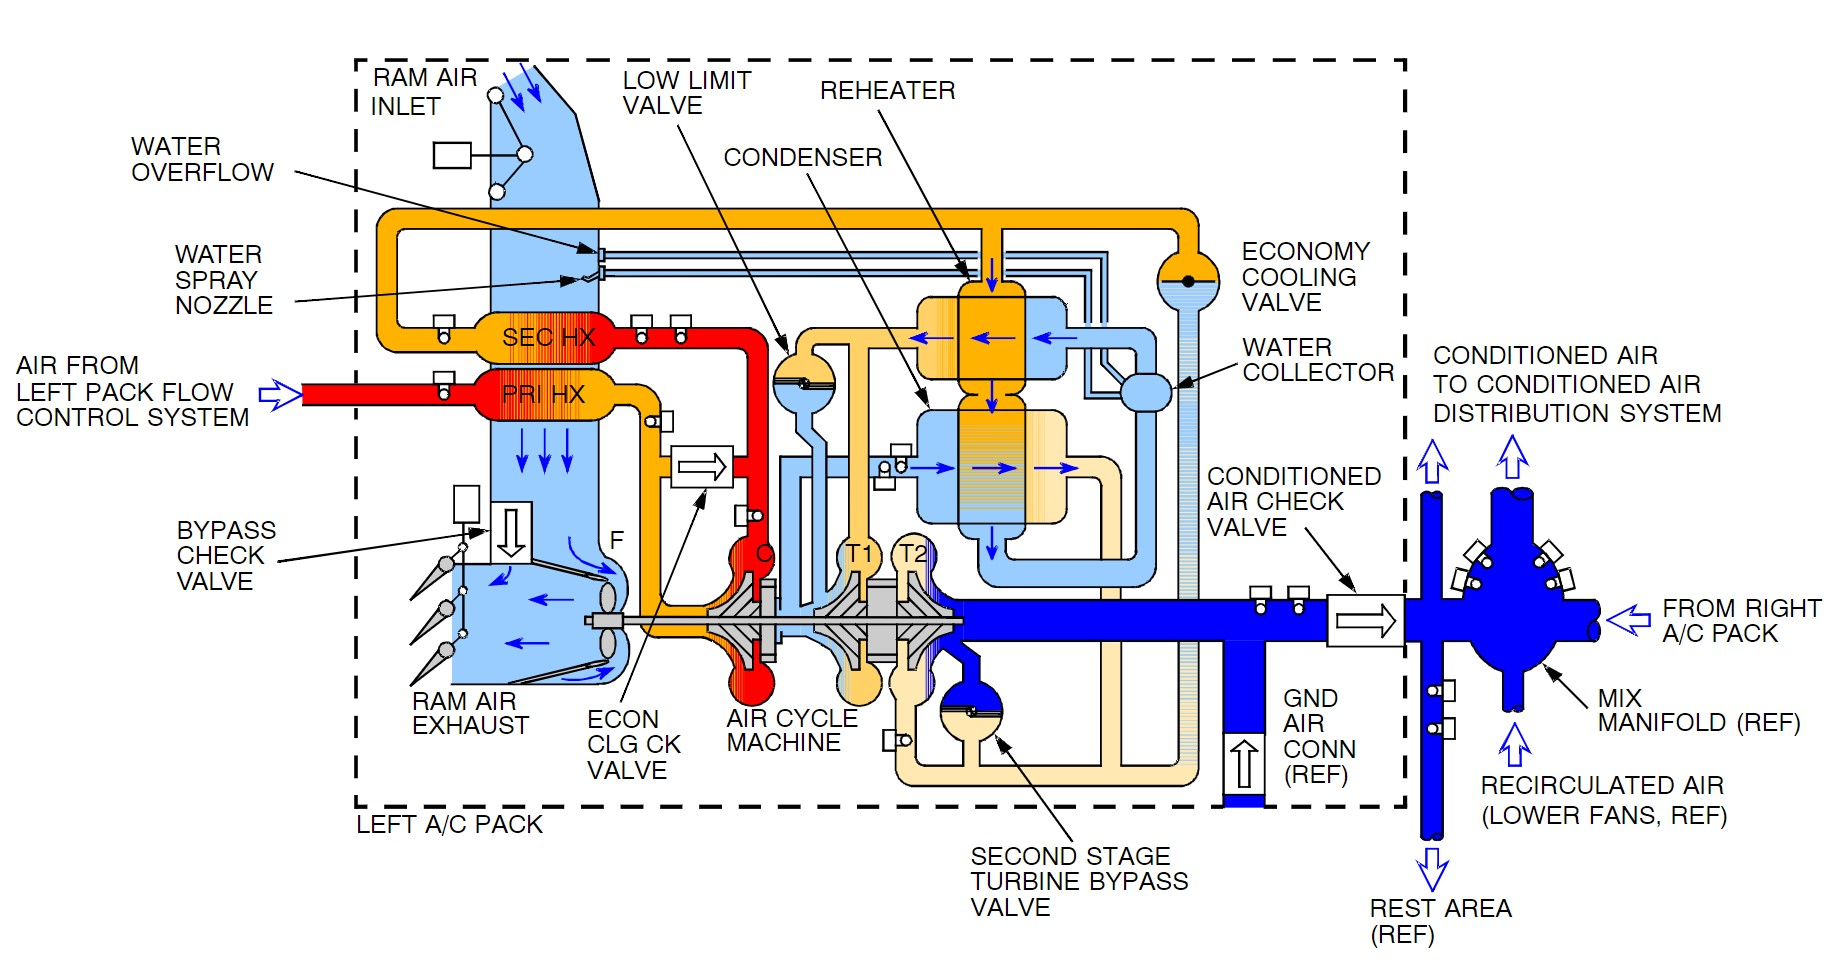 RAM AIR
INLET
LOW LIMIT
VALVE
REHEATER
WATER
OVERFLOW
CONDENSER
WATER
SPRAY
NOZZLE
ECONOMY
COOLING
VALVE
SEC HX
WATER
COLLECTOR
AIR FROM
LEFT PACK FLOW
CONTROL SYSTEM
PRI HX
CONDITIONED AIR
TO CONDITIONED AIR
DISTRIBUTION SYSTEM
CONDITIONED
AIR CHECK
VALVE
BYPASS
CHECK
VALVE
F
C
T1
T2
FROM RIGHT
A/C PACK
RAM AIR
EXHAUST
ECON
CLG CK
VALVE
AIR CYCLE
MACHINE
GND
AIR
CONN
(REF)
MIX
MANIFOLD (REF)
RECIRCULATED AIR
(LOWER FANS, REF)
LEFT A/C PACK
SECOND STAGE
TURBINE BYPASS
VALVE
REST AREA
(REF)